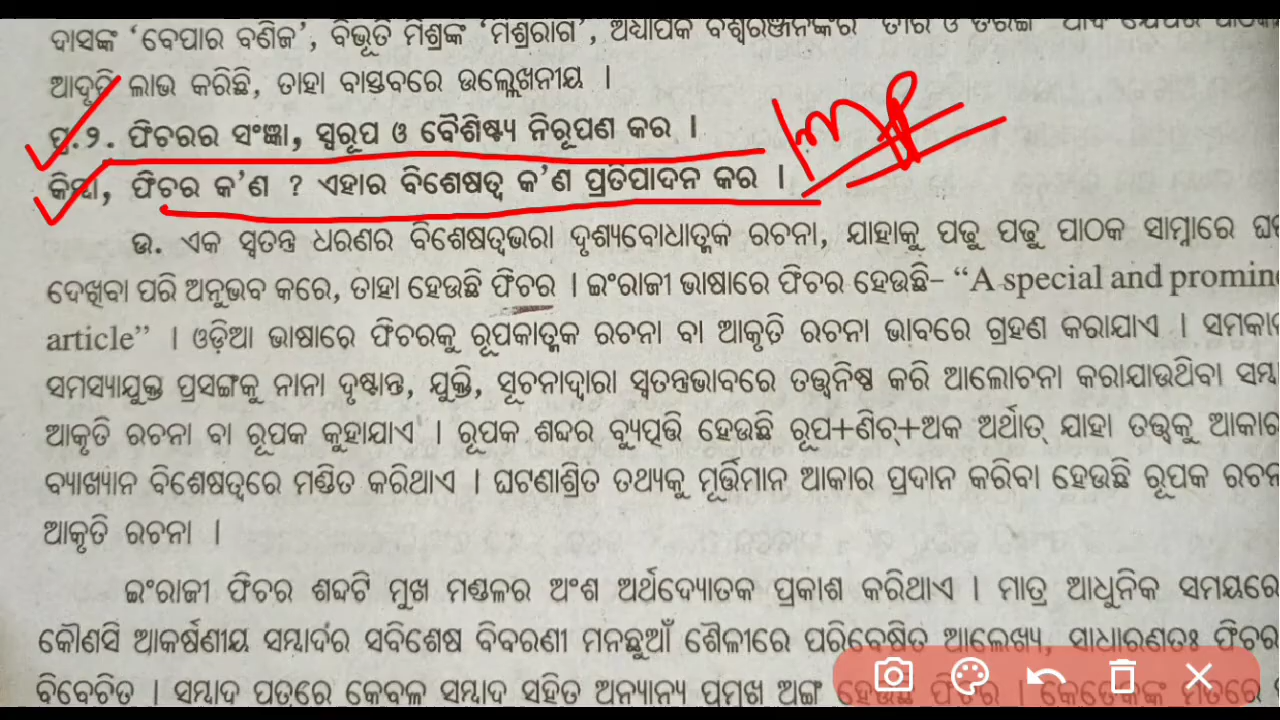 ଦାସଙ୍କ ‘ବେପାର ବଣିଜ’, ବିଭୂତି ମିଶ୍ରଙ୍କ ‘ମିଶ୍ରରାଗ’, ଅଧ୍ୟାପକ ବିଶ୍ୱରଞ୍ଜନଙ୍କର
ଆଦୃତି ଲାଭ କରିଛି, ତାହା ବାସ୍ତବରେ ଉଲ୍ଲେଖନୀୟ ।
ପ୍ର.୨. ଫିଚରର ସଂଜ୍ଞା, ସ୍ୱରୂପ ଓ ବୈଶିଷ୍ଟ୍ୟ ନିରୂପଣ କର ।
କିମ୍ବା, ଫିଚର କ’ଣ ? ଏହାର ବିଶେଷତ୍ୱ କ’ଣ ପ୍ରତିପାଦନ କର ।
ଉ. ଏକ ସ୍ୱତନ୍ତ୍ର ଧରଣର ବିଶେଷତ୍ୱଭରା ଦୃଶ୍ୟବୋଧାତ୍ମକ ରଚନା, ଯାହାକୁ ପଢୁ ପଢୁ ପାଠକ ସାମ୍ନାରେ
ଦେଖିବା ପରି ଅନୁଭବ କରେ, ତାହା ହେଉଛି ଫିଚର । ଇଂରାଜୀ ଭାଷାରେ ଫିଚର ହେଉଛି– “A special and
article” । ଓଡ଼ିଆ ଭାଷାରେ ଫିଚରକୁ ରୂପକାତ୍ମକ ରଚନା ବା ଆକୃତି ରଚନା ଭାବରେ ଗ୍ରହଣ କରାଯାଏ ।
ସମସ୍ୟାଯୁକ୍ତ ପ୍ରସଙ୍ଗକୁ ନାନା ଦୃଷ୍ଟାନ୍ତ, ଯୁକ୍ତି, ସୂଚନାଦ୍ୱାରା ସ୍ୱତନ୍ତ୍ରଭାବରେ ତତ୍ତ୍ୱନିଷ୍ଠ କରି ଆଲୋଚନା କରାଯାଉଥିବା
ଆକୃତି ରଚନା ବା ରୂପକ କୁହାଯାଏ । ରୂପକ ଶବ୍ଦର ବ୍ୟୁତ୍ପତ୍ତି ହେଉଛି ରୂପ+ଣିଚ୍+ଅକ ଅର୍ଥାତ୍ ଯାହା ତତ୍ତ୍ୱକୁ
ବ୍ୟାଖ୍ୟାନ ବିଶେଷତ୍ୱରେ ମଣ୍ଡିତ କରିଥାଏ । ଘଟଣାଶ୍ରିତ ତଥ୍ୟକୁ ମୂର୍ତ୍ତିମାନ ଆକାର ପ୍ରଦାନ କରିବା ହେଉଛି ରୂପକ
ଆକୃତି ରଚନା ।
ଇଂରାଜୀ ଫିଚର ଶବ୍ଦଟି ମୁଖ ମଣ୍ଡଳର ଅଂଶ ଅର୍ଥଦ୍ୟୋତକ ପ୍ରକାଶ କରିଥାଏ । ମାତ୍ର ଆଧୁନିକ ସମୟରେ
କୌଣସି ଆକର୍ଷଣୀୟ ସମ୍ବାଦର ସବିଶେଷ ବିବରଣୀ ମନଛୁଆଁ ଶୈଳୀରେ ପରିବେଷିତ ଆଲେଖ୍ୟ, ସାଧାରଣତଃ ଫିଚର
ବିବେଚିତ । ସମ୍ବାଦ ପତ୍ରରେ କେବଳ ସମ୍ବାଦ ସହିତ ଅନ୍ୟାନ୍ୟ ପ୍ରମୁଖ ଅଙ୍ଗ ହେଉଛି ଫିଚର ।